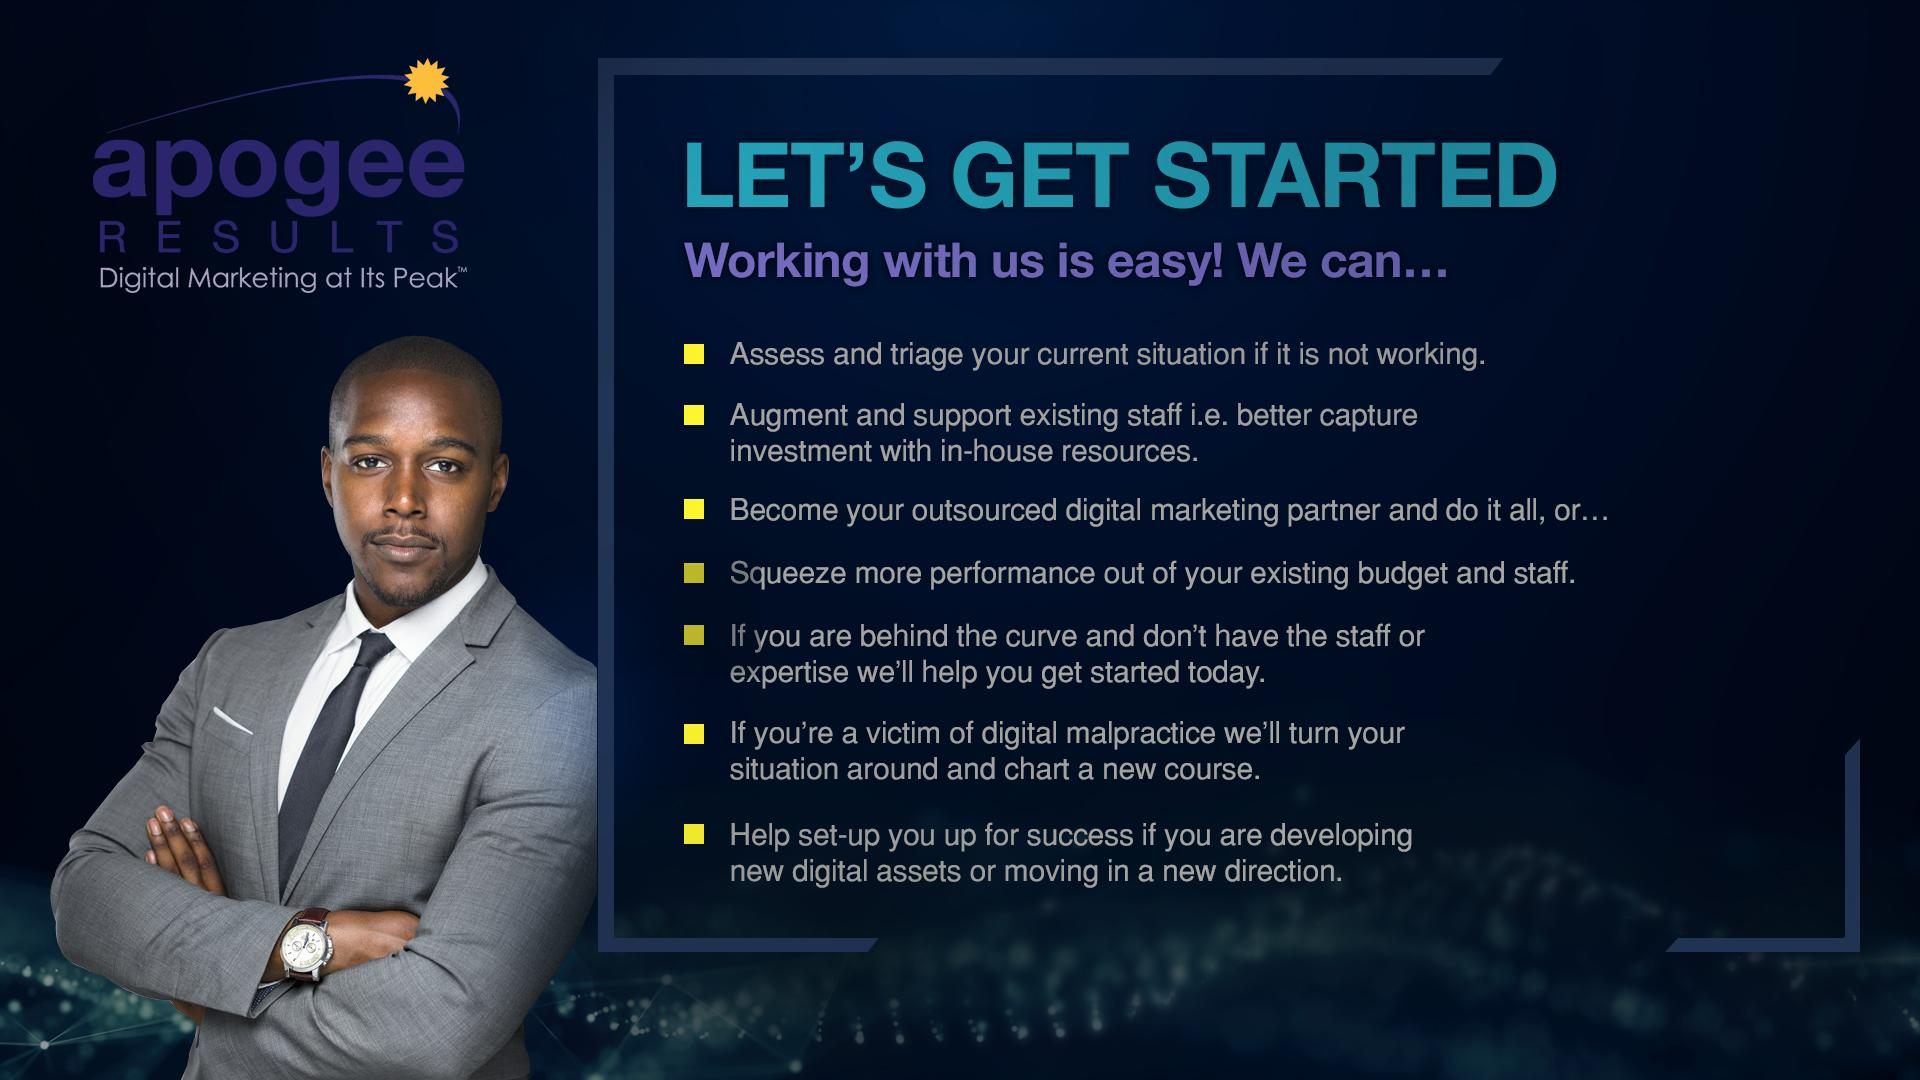 apogee
RESULTS
Digital Marketing at Its Peak™
LET’S GET STARTED
Working with us is easy! We can…
Assess and triage your current situation if it is not working.
Augment and support existing staff i.e. better capture
investment with in-house resources.
Become your outsourced digital marketing partner and do it all, or…
Squeeze more performance out of your existing budget and staff.
If you are behind the curve and don’t have the staff or
expertise we’ll help you get started today.
If you’re a victim of digital malpractice we’ll turn your
situation around and chart a new course.
Help set-up you up for success if you are developing
new digital assets or moving in a new direction.